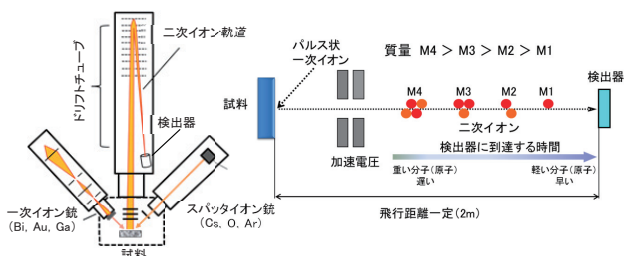 ドリフトチューブ
二次イオン軌道
検出器
一次イオン銃
(Bi, Au, Ga)
スパッタイオン銃
(Cs, O, Ar)
試料
パルス状
一次イオン
質量 M4 > M3 > M2 > M1
検出器
試料
M4 M3 M2 M1
二次イオン
加速電圧
検出器に到達する時間
重い分子(原子)
遅い
軽い分子(原子)
早い
飛行距離一定(2m)